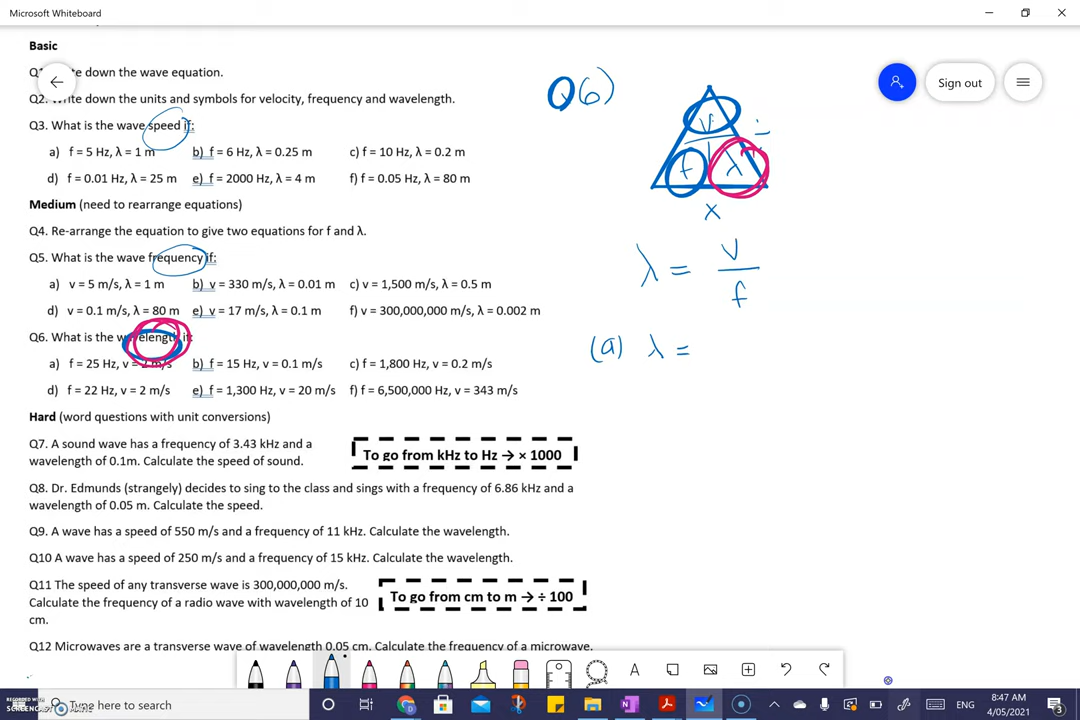 Microsoft Whiteboard
Sign out
Basic
Q1 Write down the wave equation.
Q2. Write down the units and symbols for velocity, frequency and wavelength.
Q3. What is the wave speed if:
a) f = 5 Hz, λ = 1 m b) f = 6 Hz, λ = 0.25 m c) f = 10 Hz, λ = 0.2 m
d) f = 0.01 Hz, λ = 25 m e) f = 2000 Hz, λ = 4 m f) f = 0.05 Hz, λ = 80 m
Medium (need to rearrange equations)
Q4. Re-arrange the equation to give two equations for f and λ.
Q5. What is the wave frequency if:
a) v = 5 m/s, λ = 1 m b) v = 330 m/s, λ = 0.01 m c) v = 1,500 m/s, λ = 0.5 m
d) v = 0.1 m/s, λ = 80 m e) v = 17 m/s, λ = 0.1 m f) v = 300,000,000 m/s, λ = 0.002 m
Q6. What is the wavelength if:
a) f = 25 Hz, v = 2 m/s b) f = 15 Hz, v = 0.1 m/s c) f = 1,800 Hz, v = 0.2 m/s
d) f = 22 Hz, v = 2 m/s e) f = 1,300 Hz, v = 20 m/s f) f = 6,500,000 Hz, v = 343 m/s
Hard (word questions with unit conversions)
Q7. A sound wave has a frequency of 3.43 kHz and a
wavelength of 0.1m. Calculate the speed of sound.
To go from kHz to Hz → × 1000
Q8. Dr. Edmunds (strangely) decides to sing to the class and sings with a frequency of 6.86 kHz and a
wavelength of 0.05 m. Calculate the speed.
Q9. A wave has a speed of 550 m/s and a frequency of 11 kHz. Calculate the wavelength.
Q10 A wave has a speed of 250 m/s and a frequency of 15 kHz. Calculate the wavelength.
Q11 The speed of any transverse wave is 300,000,000 m/s.
Calculate the frequency of a radio wave with wavelength of 10
cm.
To go from cm to m → ÷ 100
Q12 Microwaves are a transverse wave of wavelength 0.05 cm. Calculate the frequency of a microwave.
Q(6)
v ÷
f λ
×
λ = v
f
(a) λ =
RECORDED WITH
SCREENCAST MATIC
Type here to search
ENG
8:47 AM
4/05/2021
3